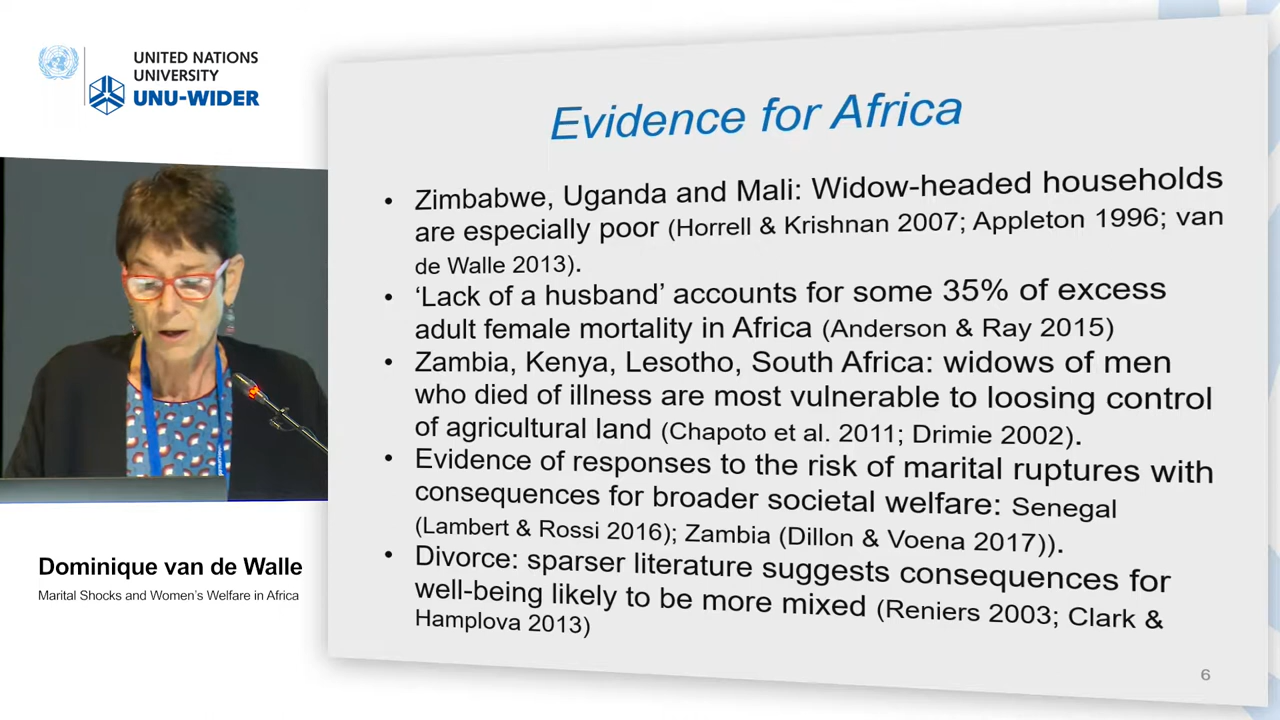 UNITED NATIONS
UNIVERSITY
UNU-WIDER
Evidence for Africa
• Zimbabwe, Uganda and Mali: Widow-headed households
are especially poor (Horrell & Krishnan 2007; Appleton 1996; van
de Walle 2013).
• ‘Lack of a husband’ accounts for some 35% of excess
adult female mortality in Africa (Anderson & Ray 2015)
• Zambia, Kenya, Lesotho, South Africa: widows of men
who died of illness are most vulnerable to loosing control
of agricultural land (Chapoto et al. 2011; Drimie 2002).
• Evidence of responses to the risk of marital ruptures with
consequences for broader societal welfare: Senegal
(Lambert & Rossi 2016); Zambia (Dillon & Voena 2017)).
• Divorce: sparser literature suggests consequences for
well-being likely to be more mixed (Reniers 2003; Clark &
Hamplova 2013)
6
Dominique van de Walle
Marital Shocks and Women's Welfare in Africa